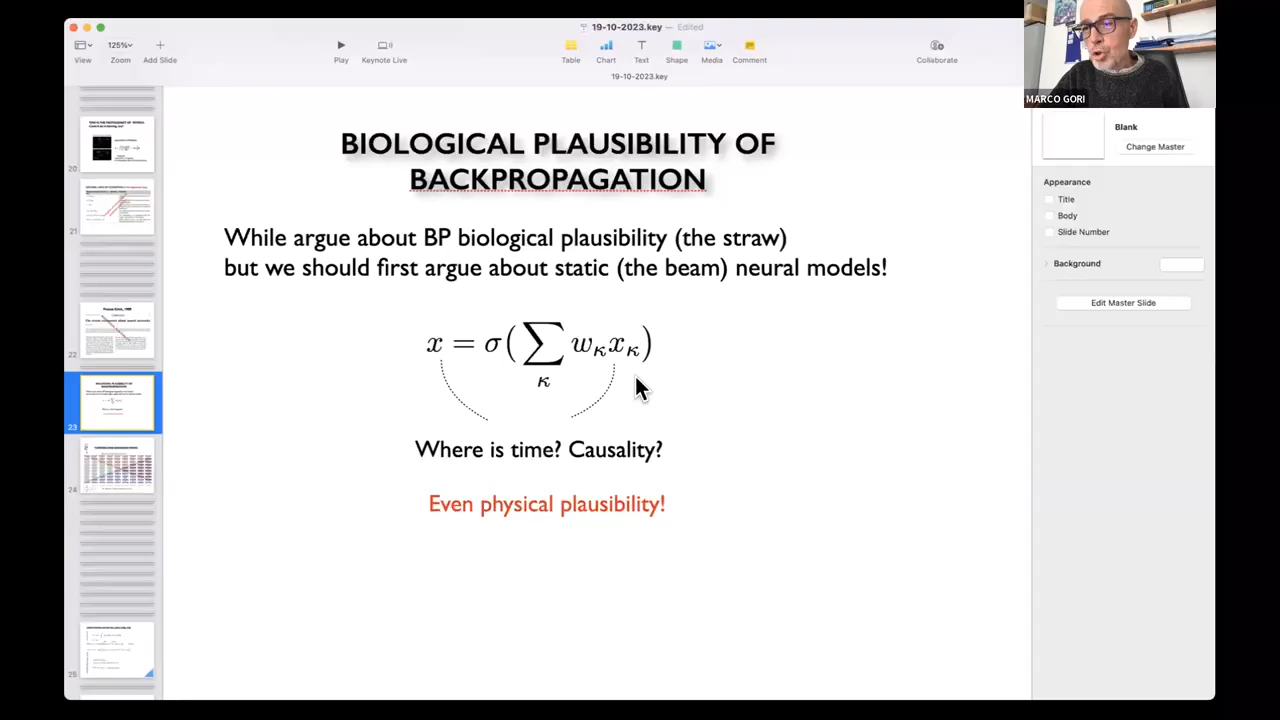 19-10-2023.key — Edited
125%
View
Zoom
Add Slide
Play
Keynote Live
Table
Chart
Text
Shape
Media
Comment
Collaborate
19-10-2023.key
MARCO GORI
20
21
22
23
24
25
BIOLOGICAL PLAUSIBILITY OF
BACKPROPAGATION
While argue about BP biological plausibility (the straw)
but we should first argue about static (the beam) neural models!
x = σ(∑ wκxκ)
κ
Where is time? Causality?
Even physical plausibility!
Blank
Change Master
Appearance
Title
Body
Slide Number
Background
Edit Master Slide